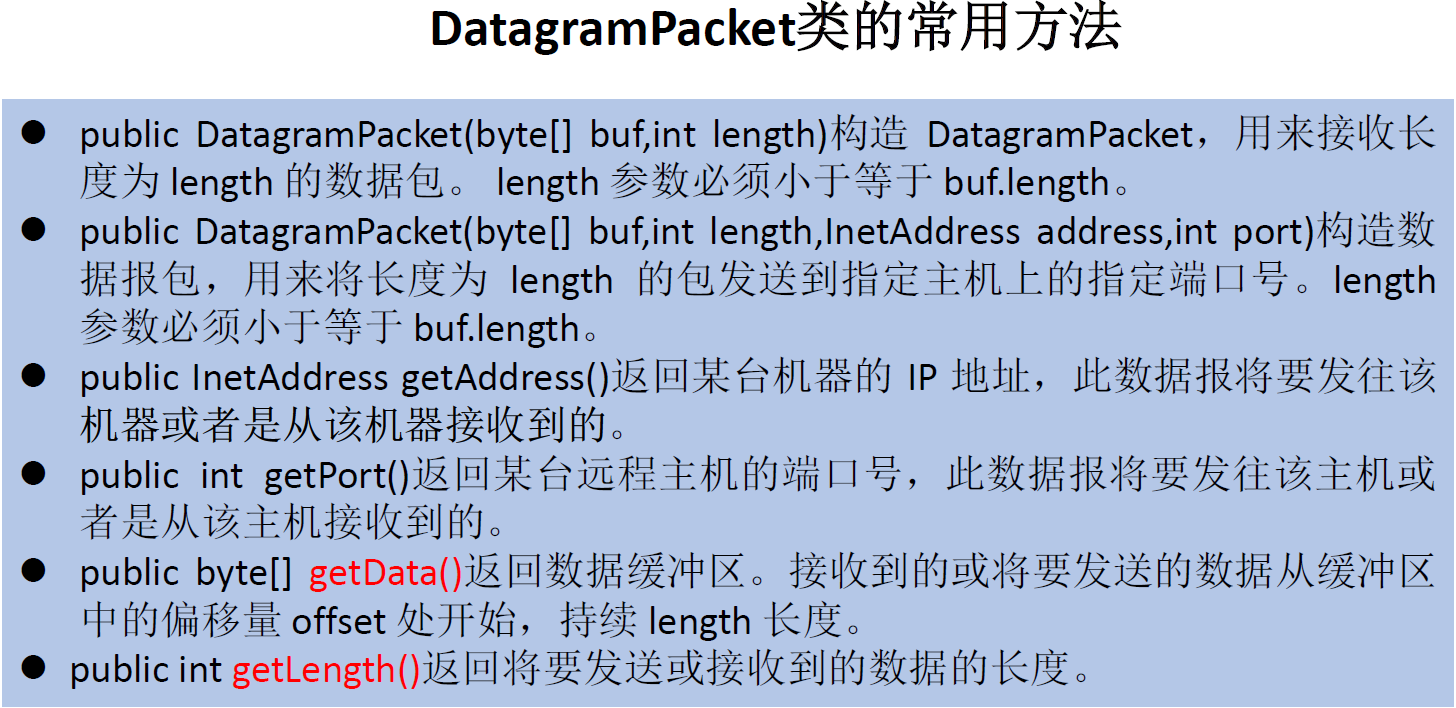 DatagramPacket类的常用方法
● public DatagramPacket(byte[] buf,int length)构造 DatagramPacket，用来接收长
度为 length 的数据包。 length 参数必须小于等于 buf.length。
● public DatagramPacket(byte[] buf,int length,InetAddress address,int port)构造数
据报包，用来将长度为 length 的包发送到指定主机上的指定端口号。length
参数必须小于等于 buf.length。
● public InetAddress getAddress()返回某台机器的 IP 地址，此数据报将要发往该
机器或者是从该机器接收到的。
● public int getPort()返回某台远程主机的端口号，此数据报将要发往该主机或
者是从该主机接收到的。
● public byte[] getData()返回数据缓冲区。接收到的或将要发送的数据从缓冲区
中的偏移量 offset 处开始，持续 length 长度。
● public int getLength()返回将要发送或接收到的数据的长度。